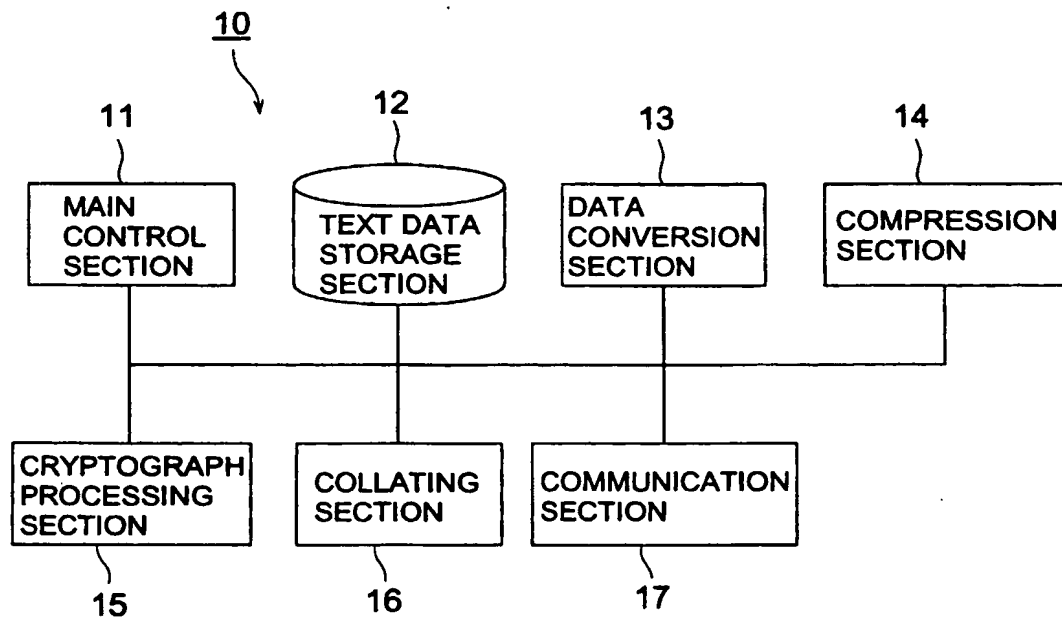 10
11
12
13
14
MAIN
CONTROL
SECTION
TEXT DATA
STORAGE
SECTION
DATA
CONVERSION
SECTION
COMPRESSION
SECTION
CRYPTOGRAPH
PROCESSING
SECTION
COLLATING
SECTION
COMMUNICATION
SECTION
15
16
17